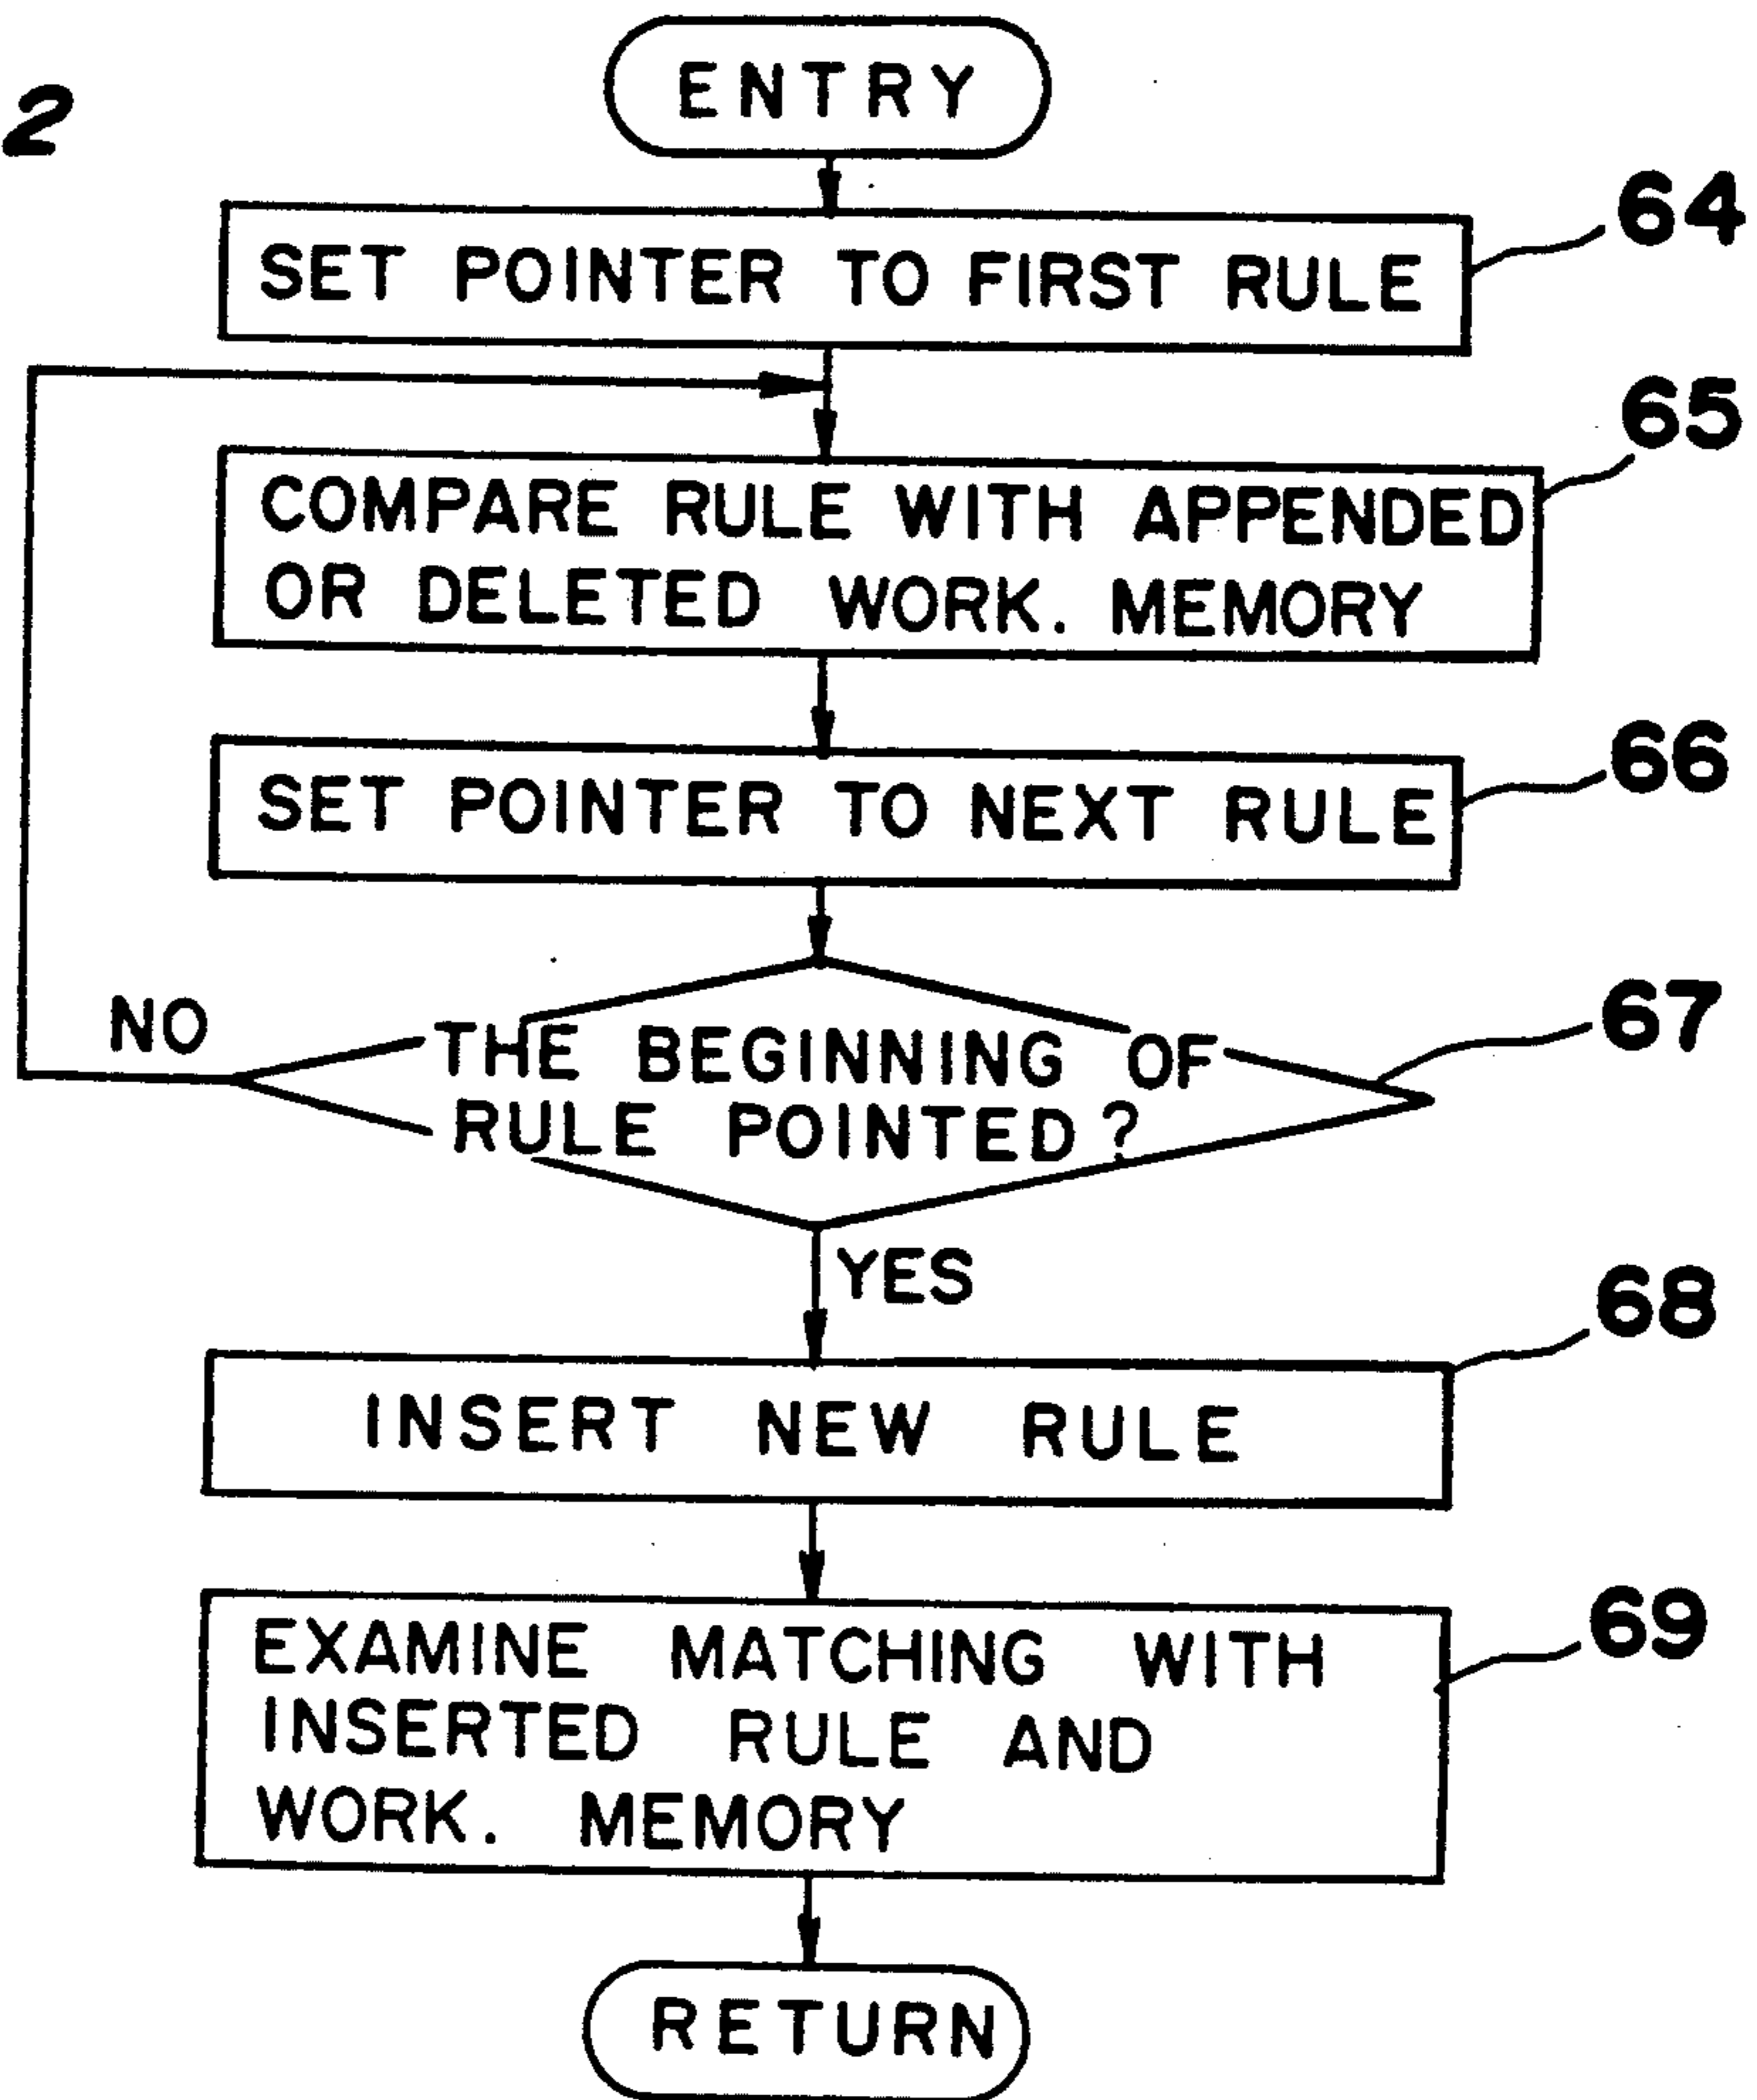 2
ENTRY
64
SET POINTER TO FIRST RULE
65
COMPARE RULE WITH APPENDED
OR DELETED WORK. MEMORY
66
SET POINTER TO NEXT RULE
67
NO
THE BEGINNING OF
RULE POINTED?
YES
68
INSERT NEW RULE
69
EXAMINE MATCHING WITH
INSERTED RULE AND
WORK. MEMORY
RETURN